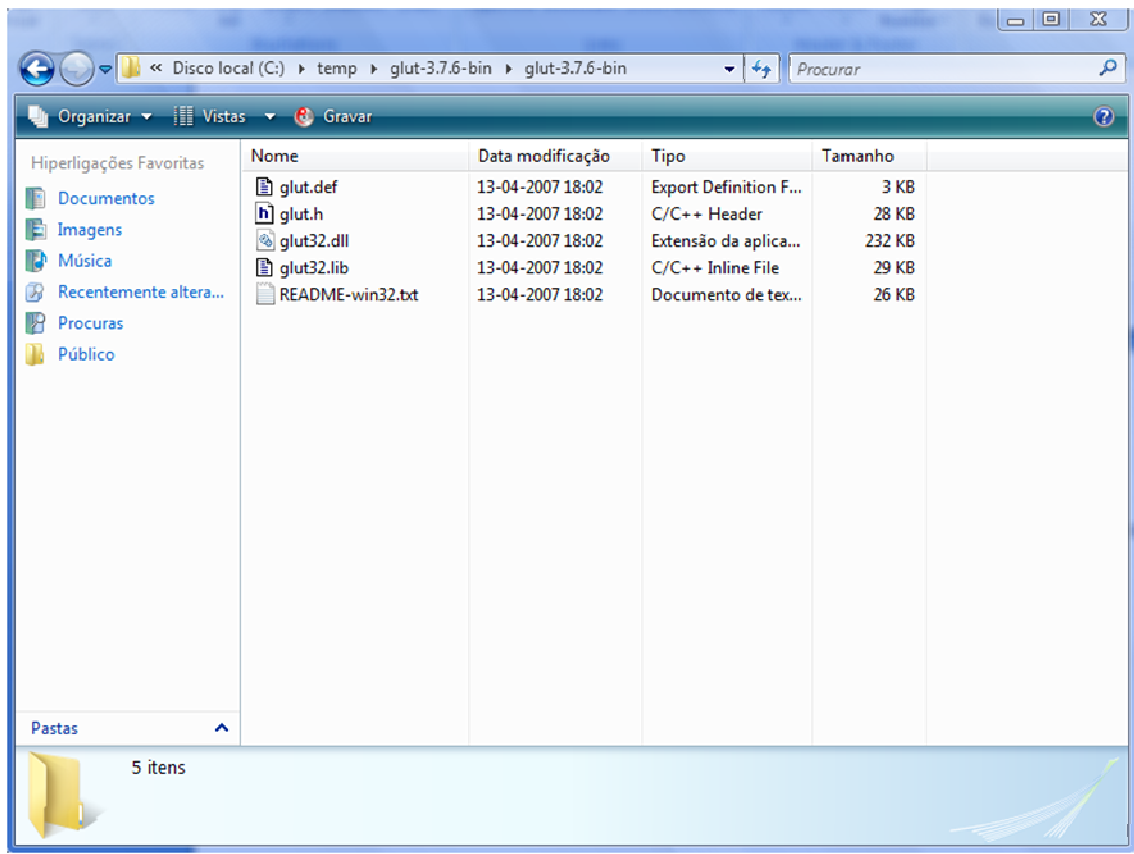 « Disco local (C:) ▸ temp ▸ glut-3.7.6-bin ▸ glut-3.7.6-bin Procurar
Organizar Vistas Gravar
Hiperligações Favoritas
Documentos
Imagens
Música
Recentemente altera...
Procuras
Público
Pastas
Nome Data modificação Tipo Tamanho
glut.def 13-04-2007 18:02 Export Definition F... 3 KB
glut.h 13-04-2007 18:02 C/C++ Header 28 KB
glut32.dll 13-04-2007 18:02 Extensão da aplica... 232 KB
glut32.lib 13-04-2007 18:02 C/C++ Inline File 29 KB
README-win32.txt 13-04-2007 18:02 Documento de tex... 26 KB
5 itens